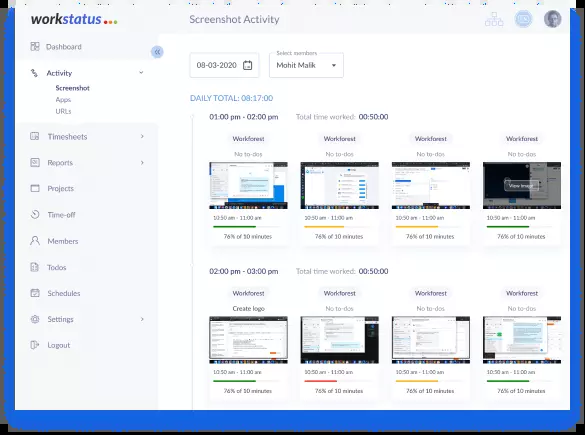 workstatus
Screenshot Activity
Dashboard
Activity
Screenshot
Apps
URLs
Timesheets
Reports
Projects
Time-off
Members
Todos
Schedules
Settings
Logout
08-03-2020
Select members
Mohit Malik
DAILY TOTAL: 08:17:00
01:00 pm - 02:00 pm Total time worked: 00:50:00
Workforest Workforest Workforest Workforest
No to-dos No to-dos No to-dos No to-dos
View Image
10:50 am - 11:00 am 10:50 am - 11:00 am 10:50 am - 11:00 am 10:50 am - 11:00 am
76% of 10 minutes 76% of 10 minutes 76% of 10 minutes 76% of 10 minutes
02:00 pm - 03:00 pm Total time worked: 00:50:00
Workforest Workforest Workforest Workforest
Create logo No to-dos No to-dos No to-dos
10:50 am - 11:00 am 10:50 am - 11:00 am 10:50 am - 11:00 am 10:50 am - 11:00 am
76% of 10 minutes 76% of 10 minutes 76% of 10 minutes 76% of 10 minutes